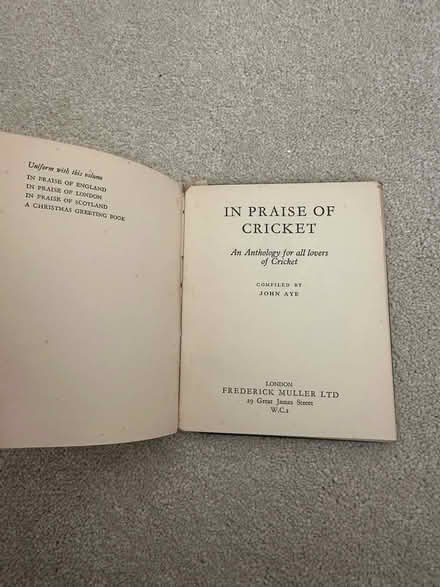 Uniform with this volume
IN PRAISE OF ENGLAND
IN PRAISE OF LONDON
IN PRAISE OF SCOTLAND
A CHRISTMAS GREETING BOOK
IN PRAISE OF
CRICKET
An Anthology for all lovers
of Cricket
COMPILED BY
JOHN AYE
LONDON
FREDERICK MULLER LTD
29 Great James Street
W.C.1